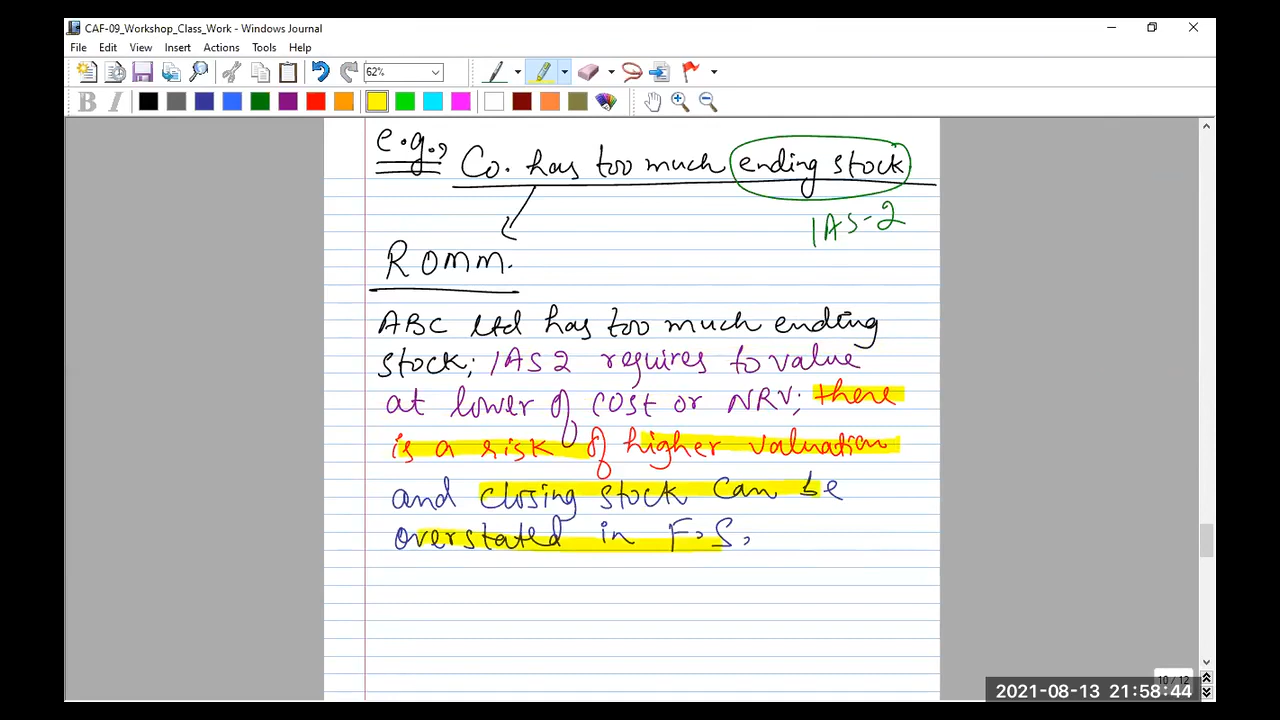 CAF-09_Workshop_Class_Work - Windows Journal
File Edit View Insert Actions Tools Help
62%
B I
e.g., Co. has too much ending stock
IAS-2
ROMM.
ABC Ltd has too much ending
stock; IAS 2 requires to value
at lower of cost or NRV; there
is a risk of higher valuation
and closing stock can be
overstated in F.S.
10 / 12
2021-08-13 21:58:44